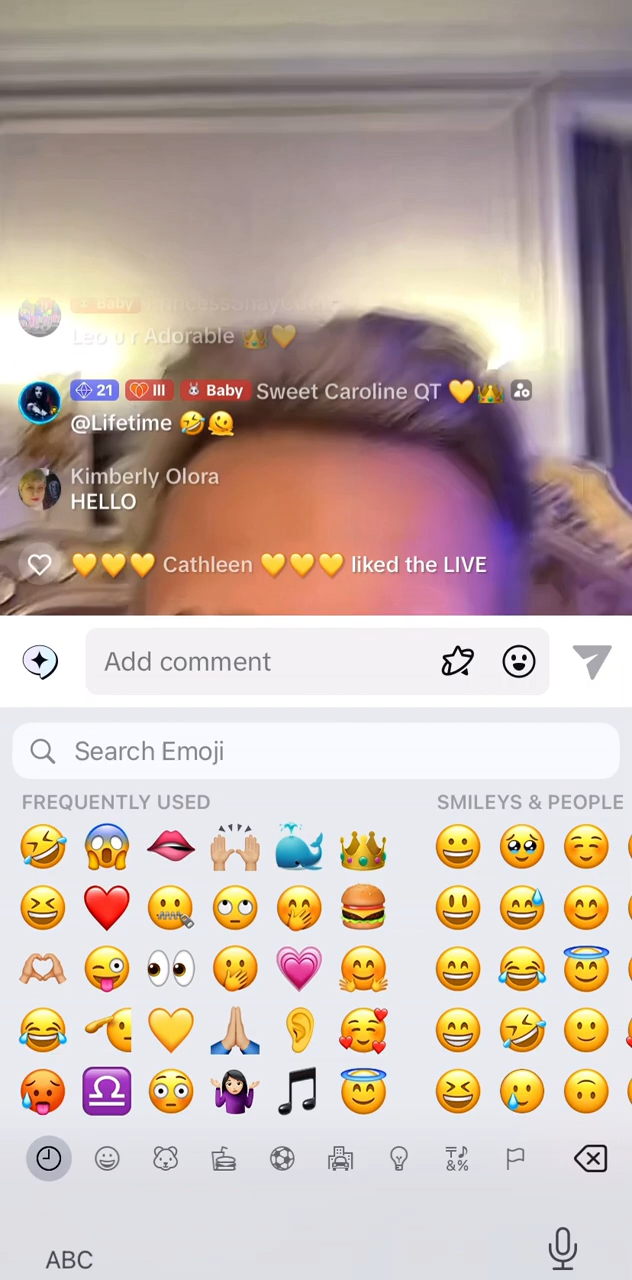 Baby
Leo u r Adorable 👑💛
21 III Baby Sweet Caroline QT 💛👑
@Lifetime 🤣🫠
Kimberly Olora
HELLO
💛💛💛 Cathleen 💛💛💛 liked the LIVE
Add comment
Search Emoji
FREQUENTLY USED SMILEYS & PEOPLE
ABC